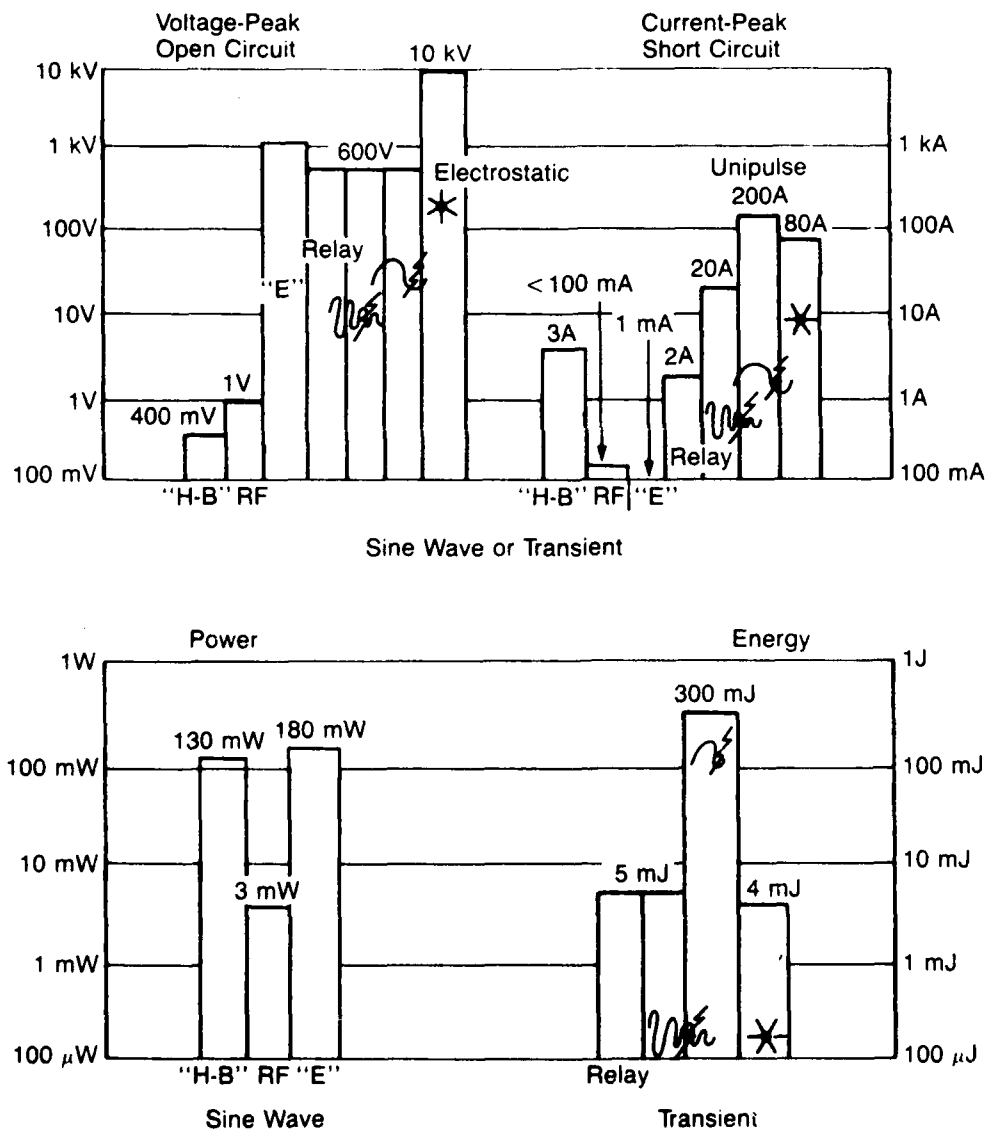 Voltage-Peak
Open Circuit
Current-Peak
Short Circuit
10 kV
10 kV
1 kV
1 kA
600V
Electrostatic
Unipulse
200A
100V
80A
100A
Relay
"E"
20A
<100 mA
10V
1 mA
10A
3A
2A
1V
400 mV
1V
1A
Relay
100 mV
100 mA
"H-B" RF
"H-B" RF "E"
Sine Wave or Transient
Power
Energy
1W
1J
300 mJ
130 mW
180 mW
100 mW
100 mJ
10 mW
10 mJ
5 mJ
3 mW
4 mJ
1 mW
1 mJ
100 μW
100 μJ
"H-B" RF "E"
Relay
Sine Wave
Transient